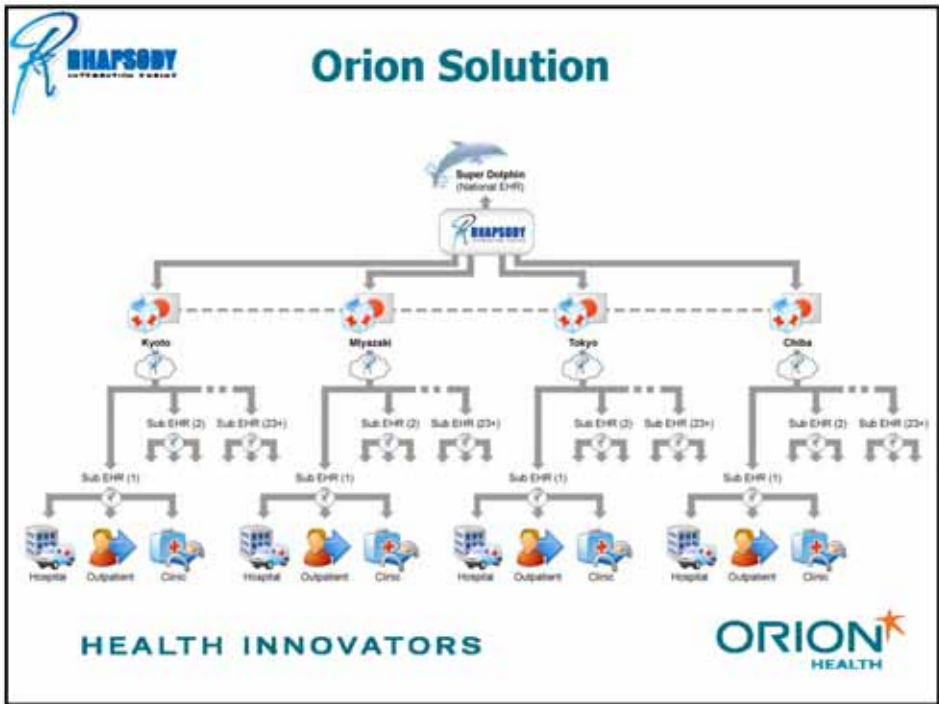 RHAPSODY
INTEGRATION ENGINE
Orion Solution
Super Dolphin
(National EHR)
RHAPSODY
Kyoto
Miyazaki
Tokyo
Chiba
Sub EHR (2) Sub EHR (23+)
Sub EHR (2) Sub EHR (23+)
Sub EHR (2) Sub EHR (23+)
Sub EHR (2) Sub EHR (23+)
Sub EHR (1)
Sub EHR (1)
Sub EHR (1)
Sub EHR (1)
Hospital Outpatient Clinic
Hospital Outpatient Clinic
Hospital Outpatient Clinic
Hospital Outpatient Clinic
HEALTH INNOVATORS
ORION
HEALTH